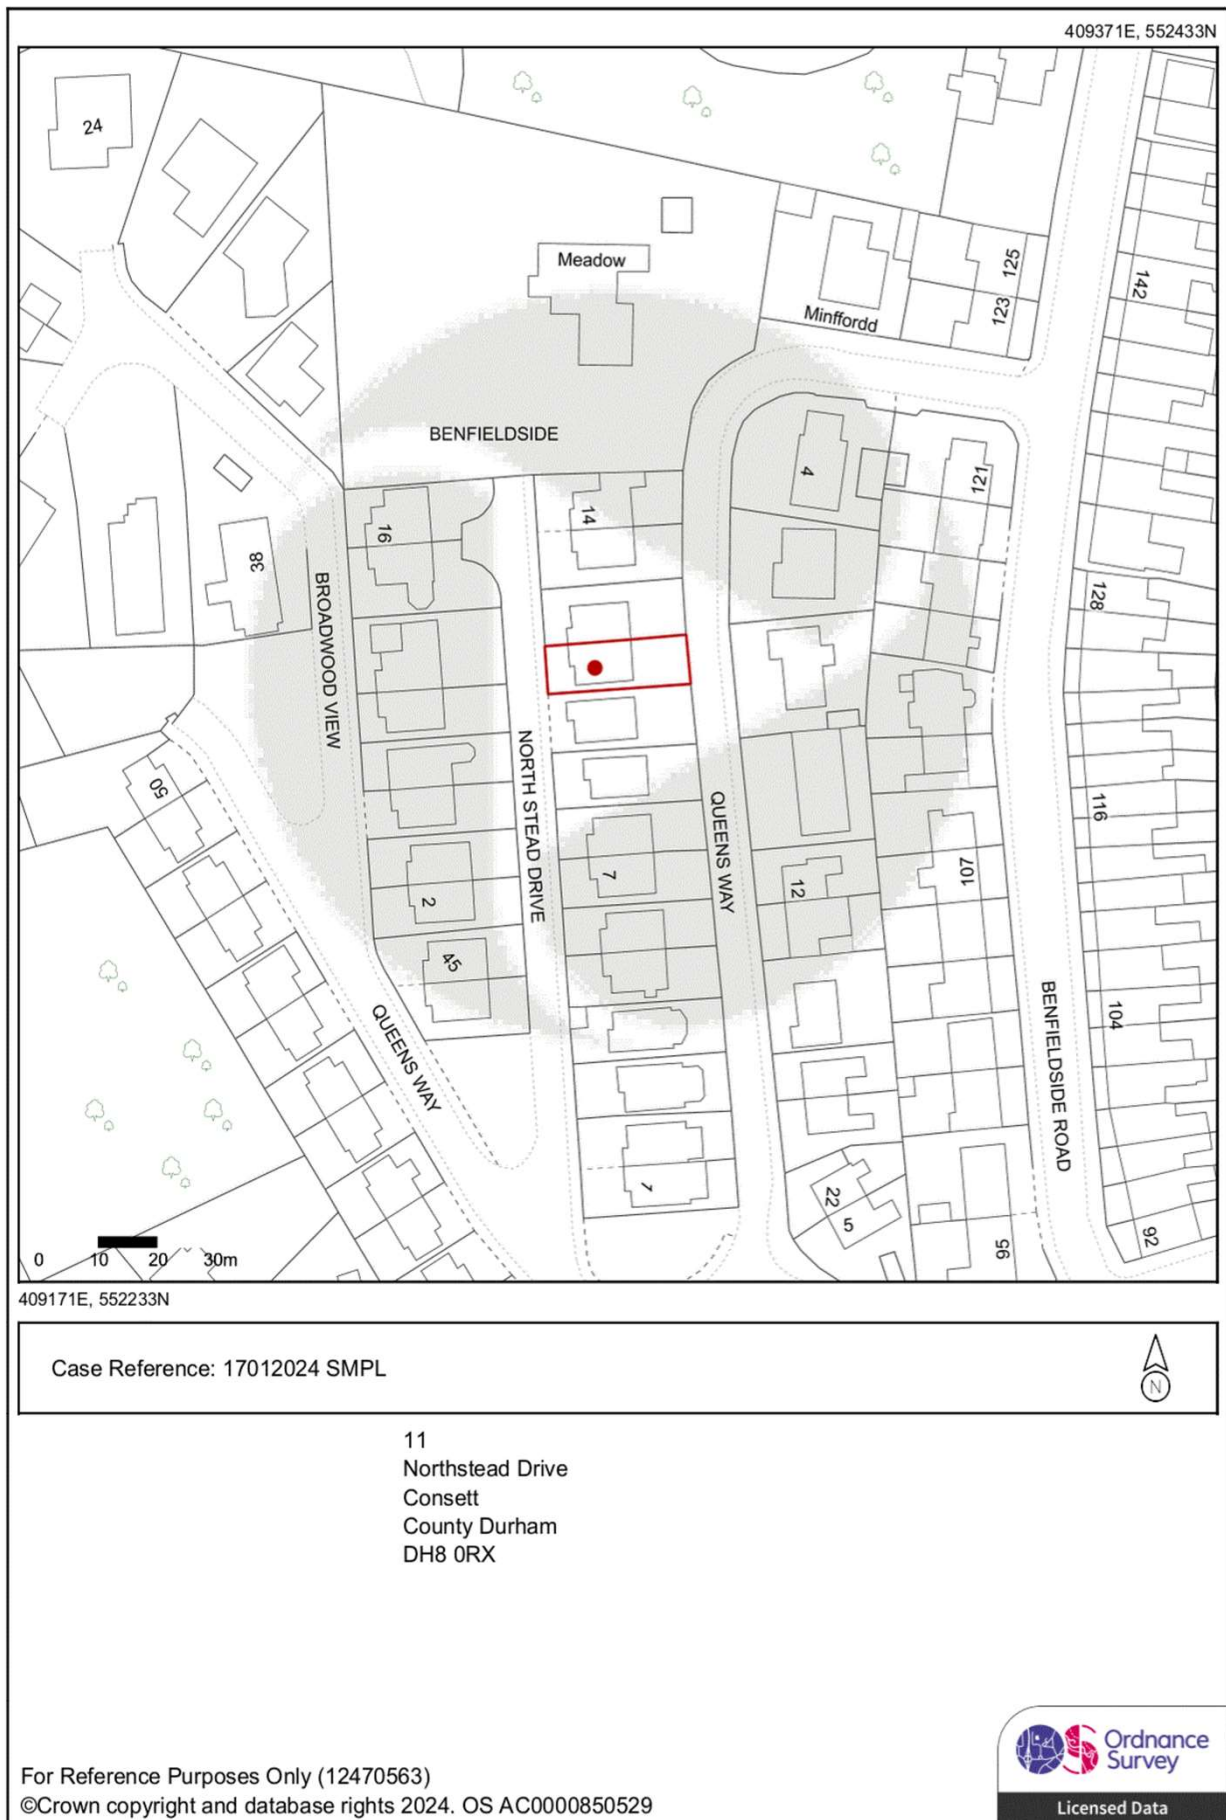 409371E, 552433N
24
Meadow
125
142
123
Minffordd
BENFIELDSIDE
4
121
16
14
38
128
BROADWOOD VIEW
50
NORTH STEAD DRIVE
QUEENS WAY
116
7
107
12
2
45
QUEENS WAY
BENFIELDSIDE ROAD
104
22
5
92
96
0 10 20 30m
409171E, 552233N
Case Reference: 17012024 SMPL
N
11
Northstead Drive
Consett
County Durham
DH8 0RX
Ordnance
Survey
Licensed Data
For Reference Purposes Only (12470563)
©Crown copyright and database rights 2024. OS AC0000850529